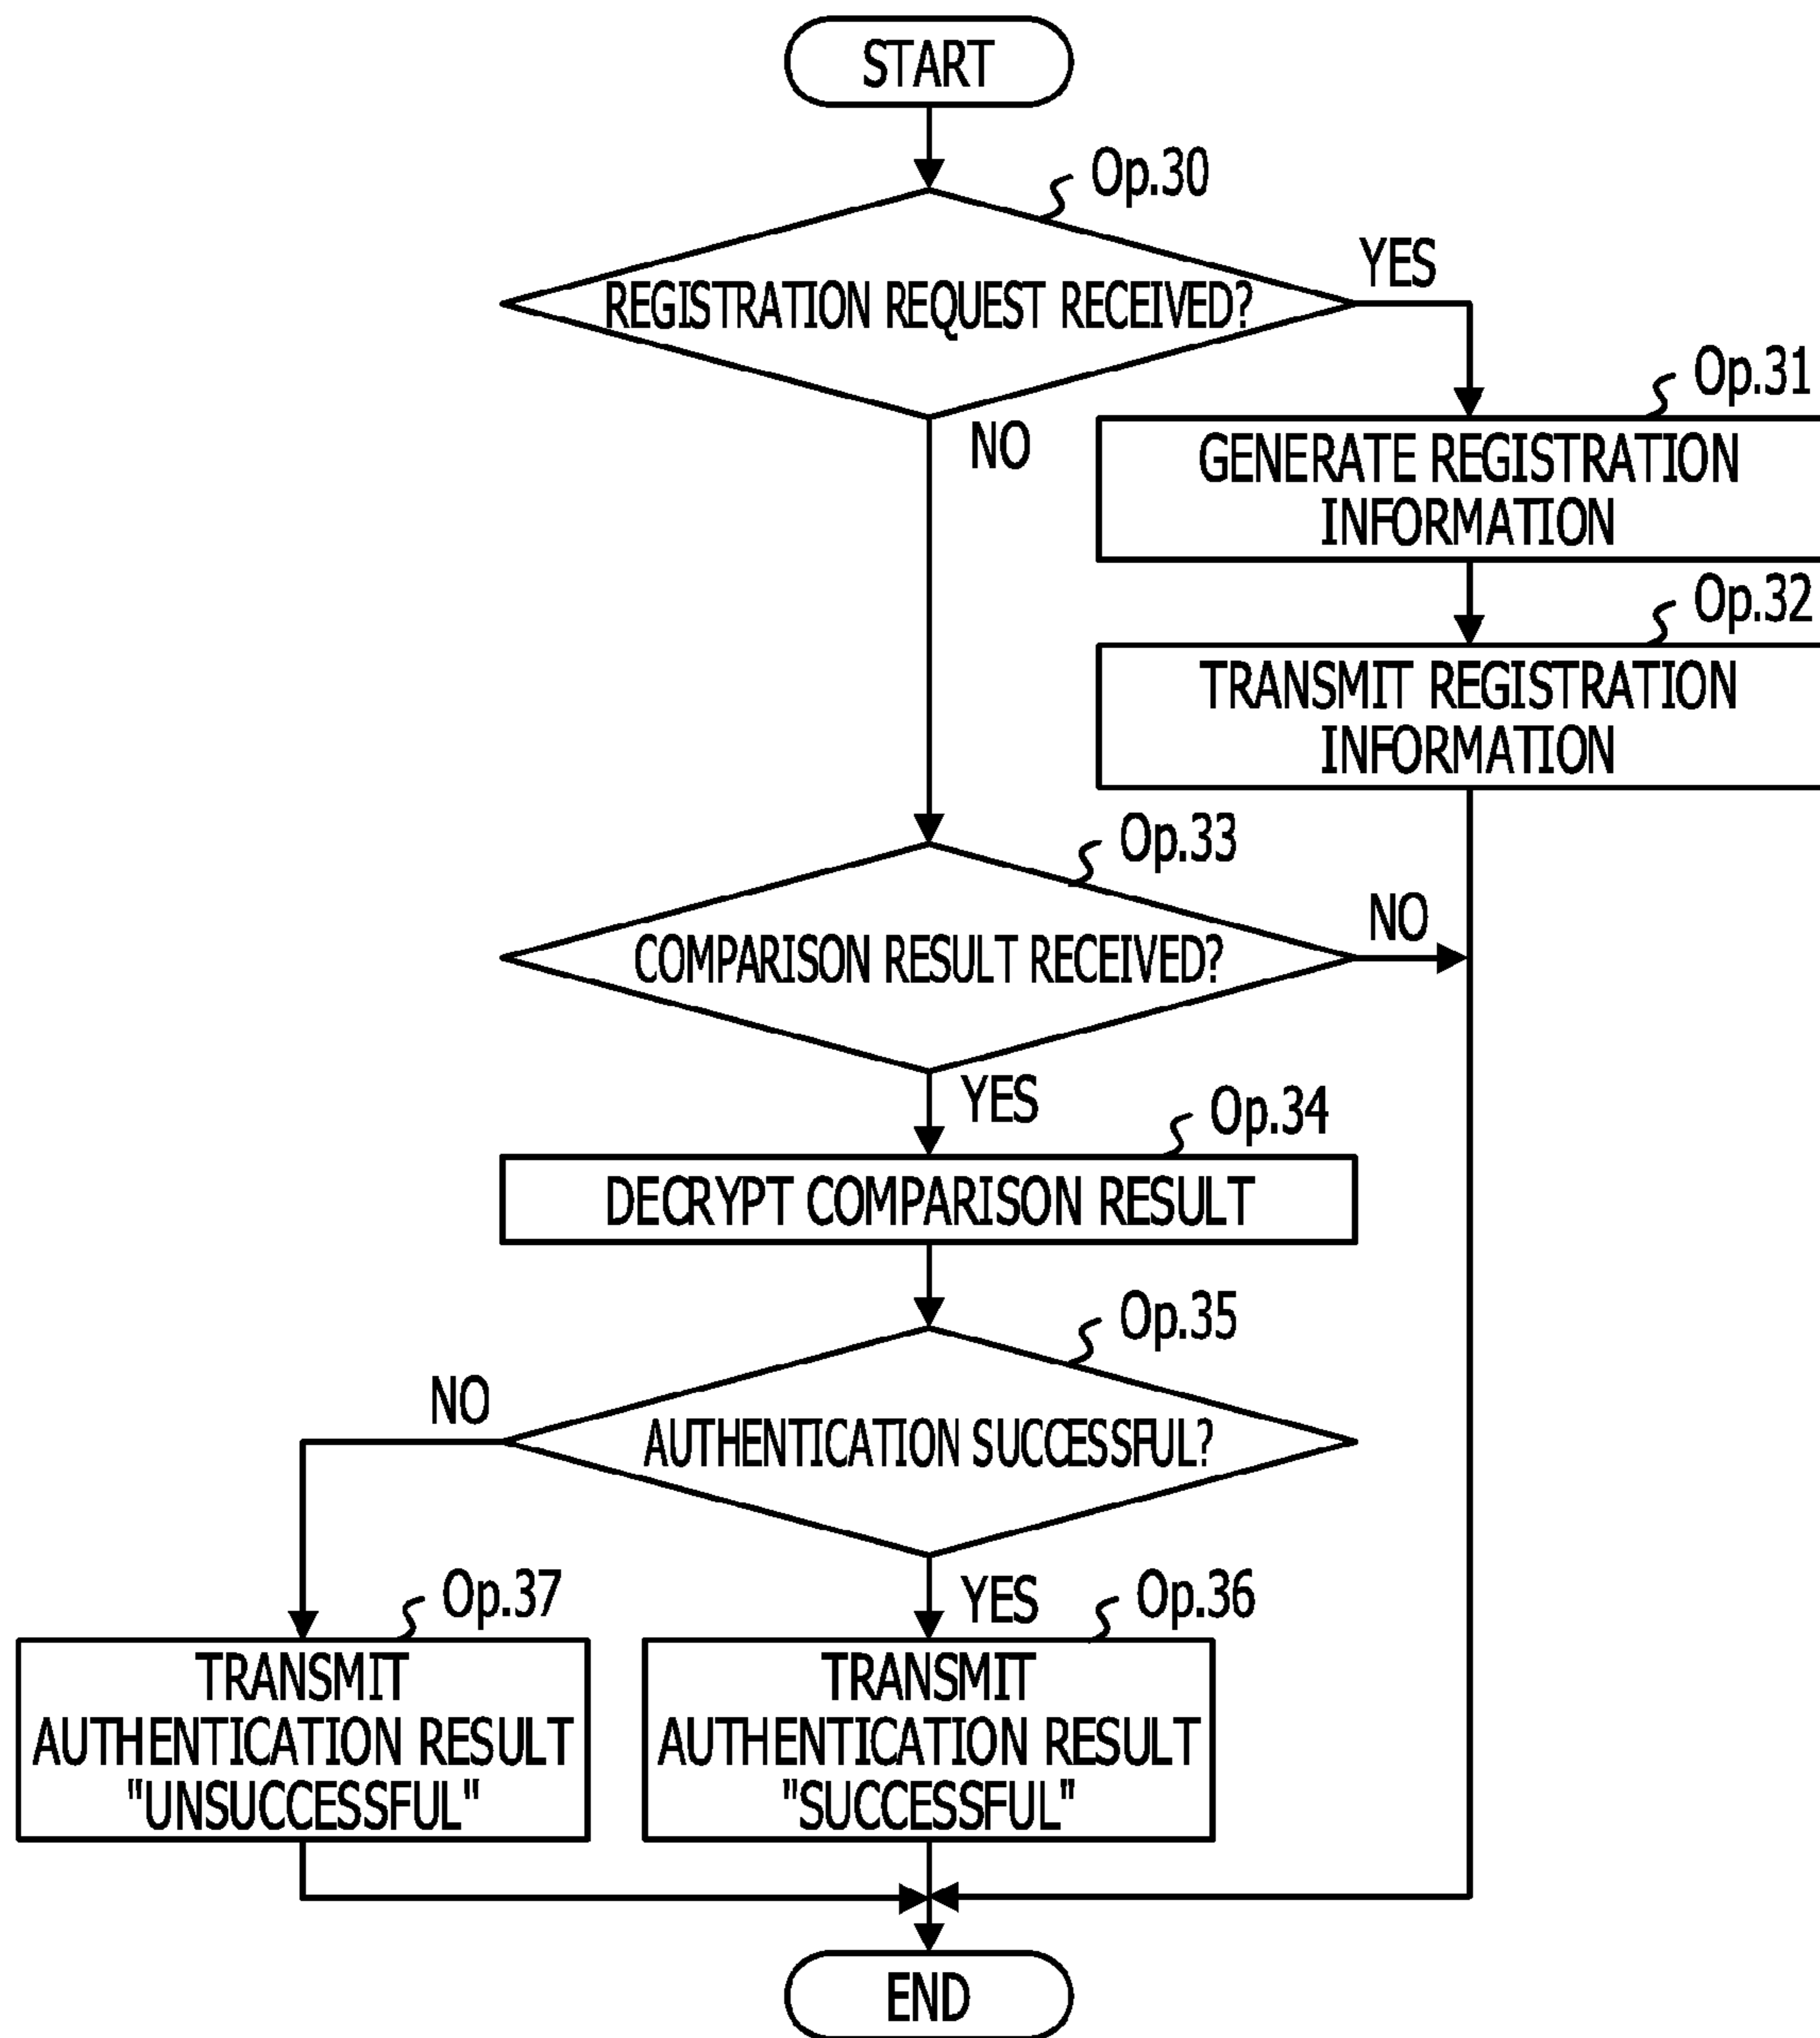 START
Op.30
REGISTRATION REQUEST RECEIVED?
YES
NO
Op.31
GENERATE REGISTRATION
INFORMATION
Op.32
TRANSMIT REGISTRATION
INFORMATION
Op.33
COMPARISON RESULT RECEIVED?
NO
YES
Op.34
DECRYPT COMPARISON RESULT
Op.35
AUTHENTICATION SUCCESSFUL?
NO
YES
Op.37
TRANSMIT
AUTHENTICATION RESULT
"UNSUCCESSFUL"
Op.36
TRANSMIT
AUTHENTICATION RESULT
"SUCCESSFUL"
END